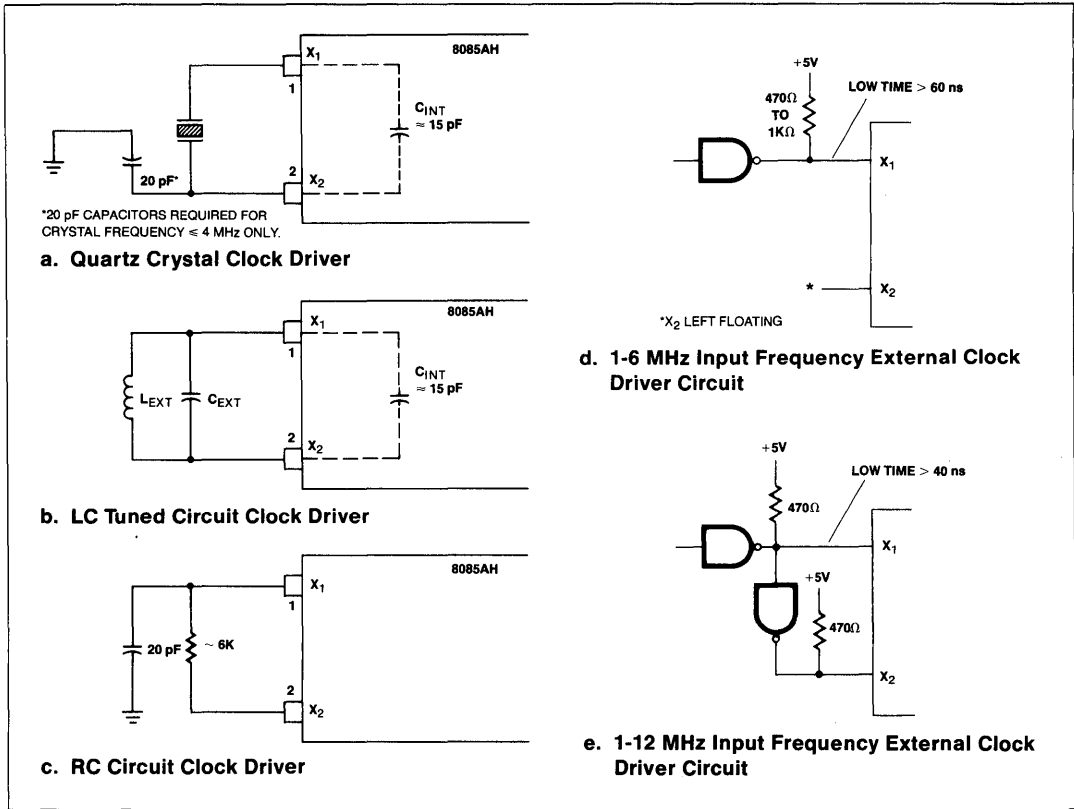 8085AH
X1
1
CINT
≈ 15 pF
20 pF*
2
X2
*20 pF CAPACITORS REQUIRED FOR
CRYSTAL FREQUENCY ≤ 4 MHz ONLY.
a. Quartz Crystal Clock Driver
8085AH
X1
1
CINT
≈ 15 pF
LEXT
CEXT
2
X2
b. LC Tuned Circuit Clock Driver
8085AH
X1
1
20 pF
~ 6K
2
X2
c. RC Circuit Clock Driver
+5V
LOW TIME > 60 ns
470Ω
TO
1KΩ
X1
*
X2
*X2 LEFT FLOATING
d. 1-6 MHz Input Frequency External Clock
Driver Circuit
+5V
LOW TIME > 40 ns
470Ω
X1
+5V
470Ω
X2
e. 1-12 MHz Input Frequency External Clock
Driver Circuit